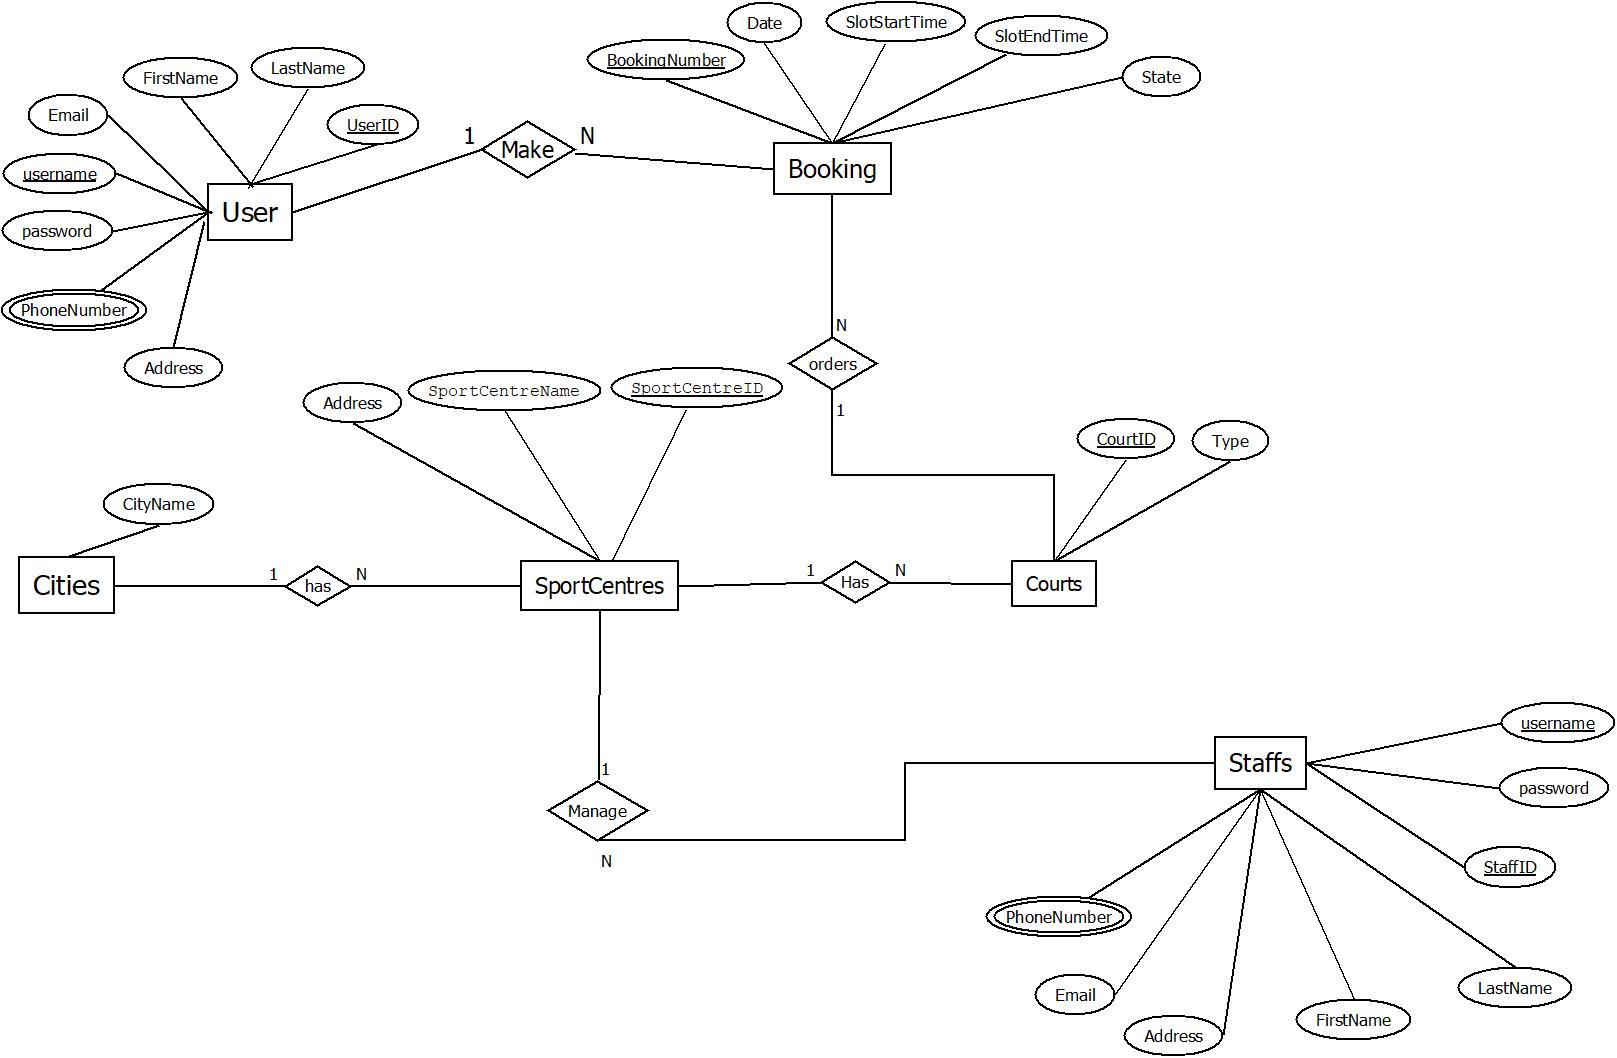 Date
SlotStartTime
SlotEndTime
BookingNumber
State
FirstName
LastName
Email
UserID
username
password
PhoneNumber
Address
User
1
Make
N
Booking
N
orders
1
Address
SportCentreName
SportCentreID
CourtID
Type
CityName
Cities
1
has
N
SportCentres
1
Has
N
Courts
1
Manage
N
Staffs
username
password
StaffID
PhoneNumber
Email
Address
FirstName
LastName